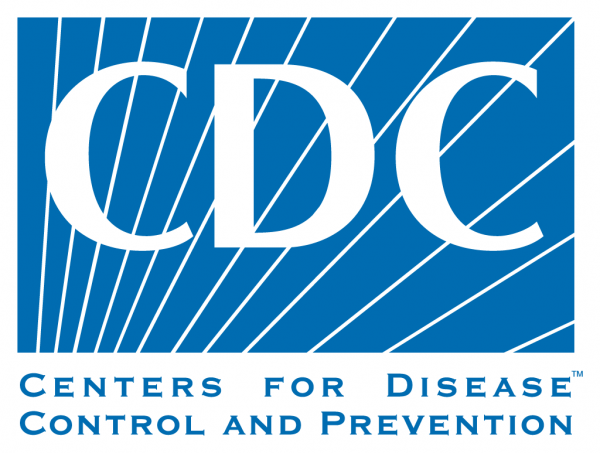 CDC
CENTERS FOR DISEASE™
CONTROL AND PREVENTION